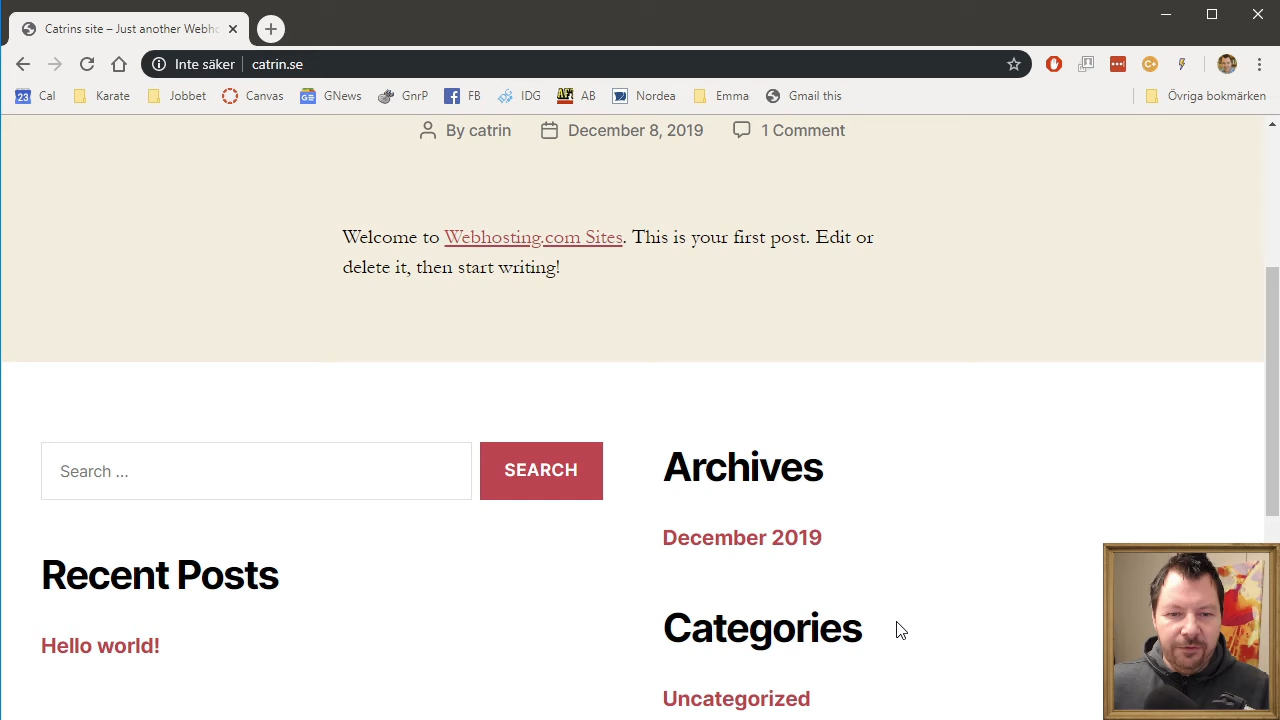 Catrins site – Just another Webho
Inte säker
catrin.se
23 Cal
Karate
Jobbet
Canvas
GNews
GnrP
FB
IDG
AB
Nordea
Emma
Gmail this
Övriga bokmärken
By catrin
December 8, 2019
1 Comment
Welcome to Webhosting.com Sites. This is your first post. Edit or
delete it, then start writing!
Search …
SEARCH
Archives
December 2019
Recent Posts
Hello world!
Categories
Uncategorized